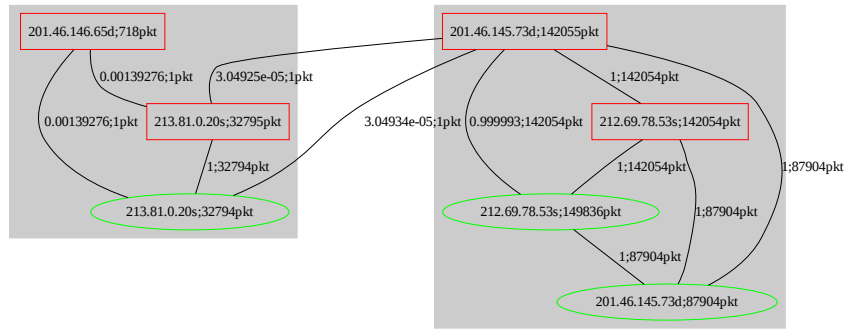 201.46.146.65d;718pkt
201.46.145.73d;142055pkt
0.00139276;1pkt
3.04925e-05;1pkt
1;142054pkt
0.00139276;1pkt
213.81.0.20s;32795pkt
3.04934e-05;1pkt
0.999993;142054pkt
212.69.78.53s;142054pkt
1;32794pkt
1;142054pkt
1;87904pkt
213.81.0.20s;32794pkt
212.69.78.53s;149836pkt
1;87904pkt
1;87904pkt
201.46.145.73d;87904pkt